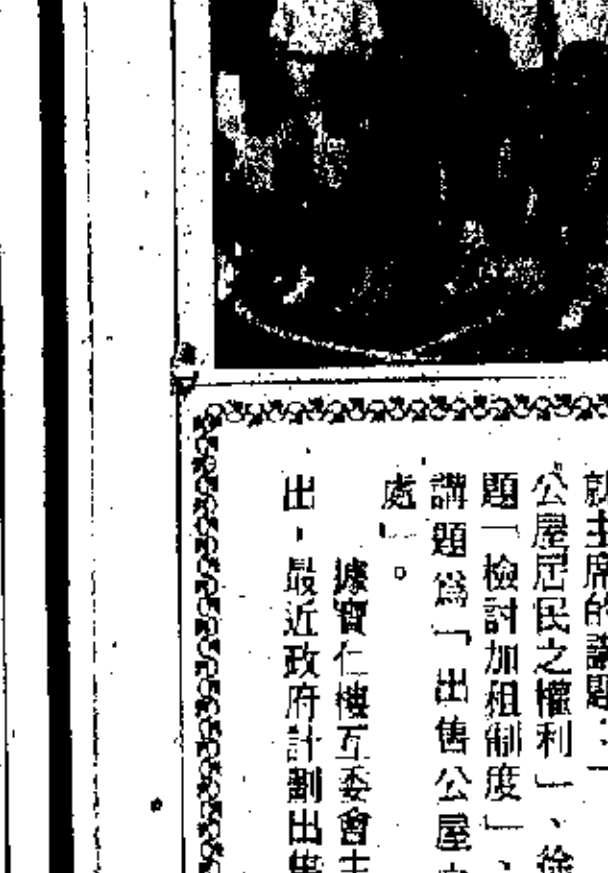 就主席的講題:「
公屋居民之權利」、徐
題「檢討加租制度」、
講題為「出售公屋
處」。
據寶仁樓互委會主
出,最近政府計劃出售